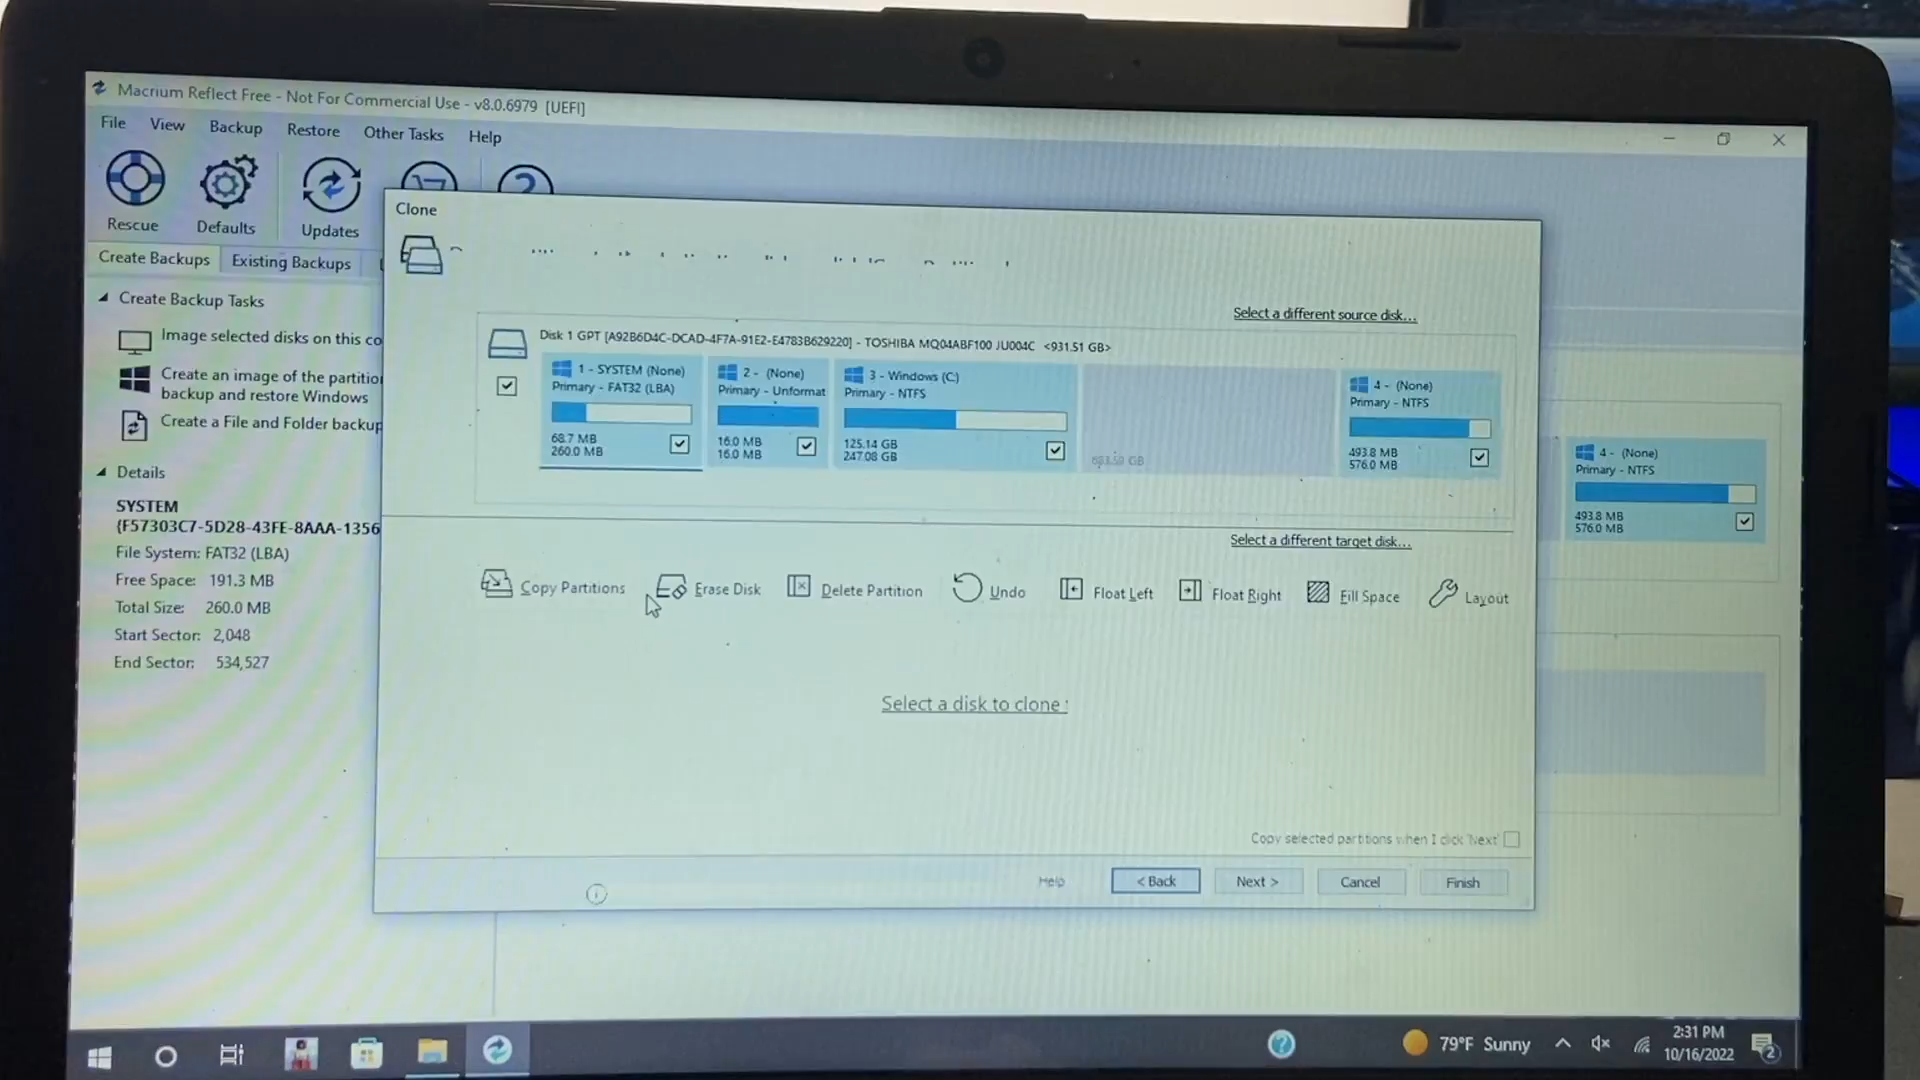 Macrium Reflect Free - Not For Commercial Use - v8.0.6979 [UEFI]
File View Backup Restore Other Tasks Help
Rescue Defaults Updates
Create Backups Existing Backups
Create Backup Tasks
Image selected disks on this co
Create an image of the partition
backup and restore Windows
Create a File and Folder backup
Details
SYSTEM
{F57303C7-5D28-43FE-8AAA-1356
File System: FAT32 (LBA)
Free Space: 191.3 MB
Total Size: 260.0 MB
Start Sector: 2,048
End Sector: 534,527
Clone
Select a different source disk...
Disk 1 GPT [A92B6D4C-DCAD-4F7A-91E2-E4783B629220] - TOSHIBA MQ04ABF100 JU004C <931.51 GB>
1 - SYSTEM (None)
Primary - FAT32 (LBA)
68.7 MB
260.0 MB
2 - (None)
Primary - Unformat
16.0 MB
16.0 MB
3 - Windows (C:)
Primary - NTFS
125.14 GB
247.08 GB
4 - (None)
Primary - NTFS
493.8 MB
576.0 MB
Select a different target disk...
Copy Partitions Erase Disk Delete Partition Undo Float Left Float Right Fill Space Layout
Select a disk to clone
Copy selected partitions when I click 'Next'
Help < Back Next > Cancel Finish
4 - (None)
Primary - NTFS
493.8 MB
576.0 MB
79°F Sunny
2:31 PM
10/16/2022
2